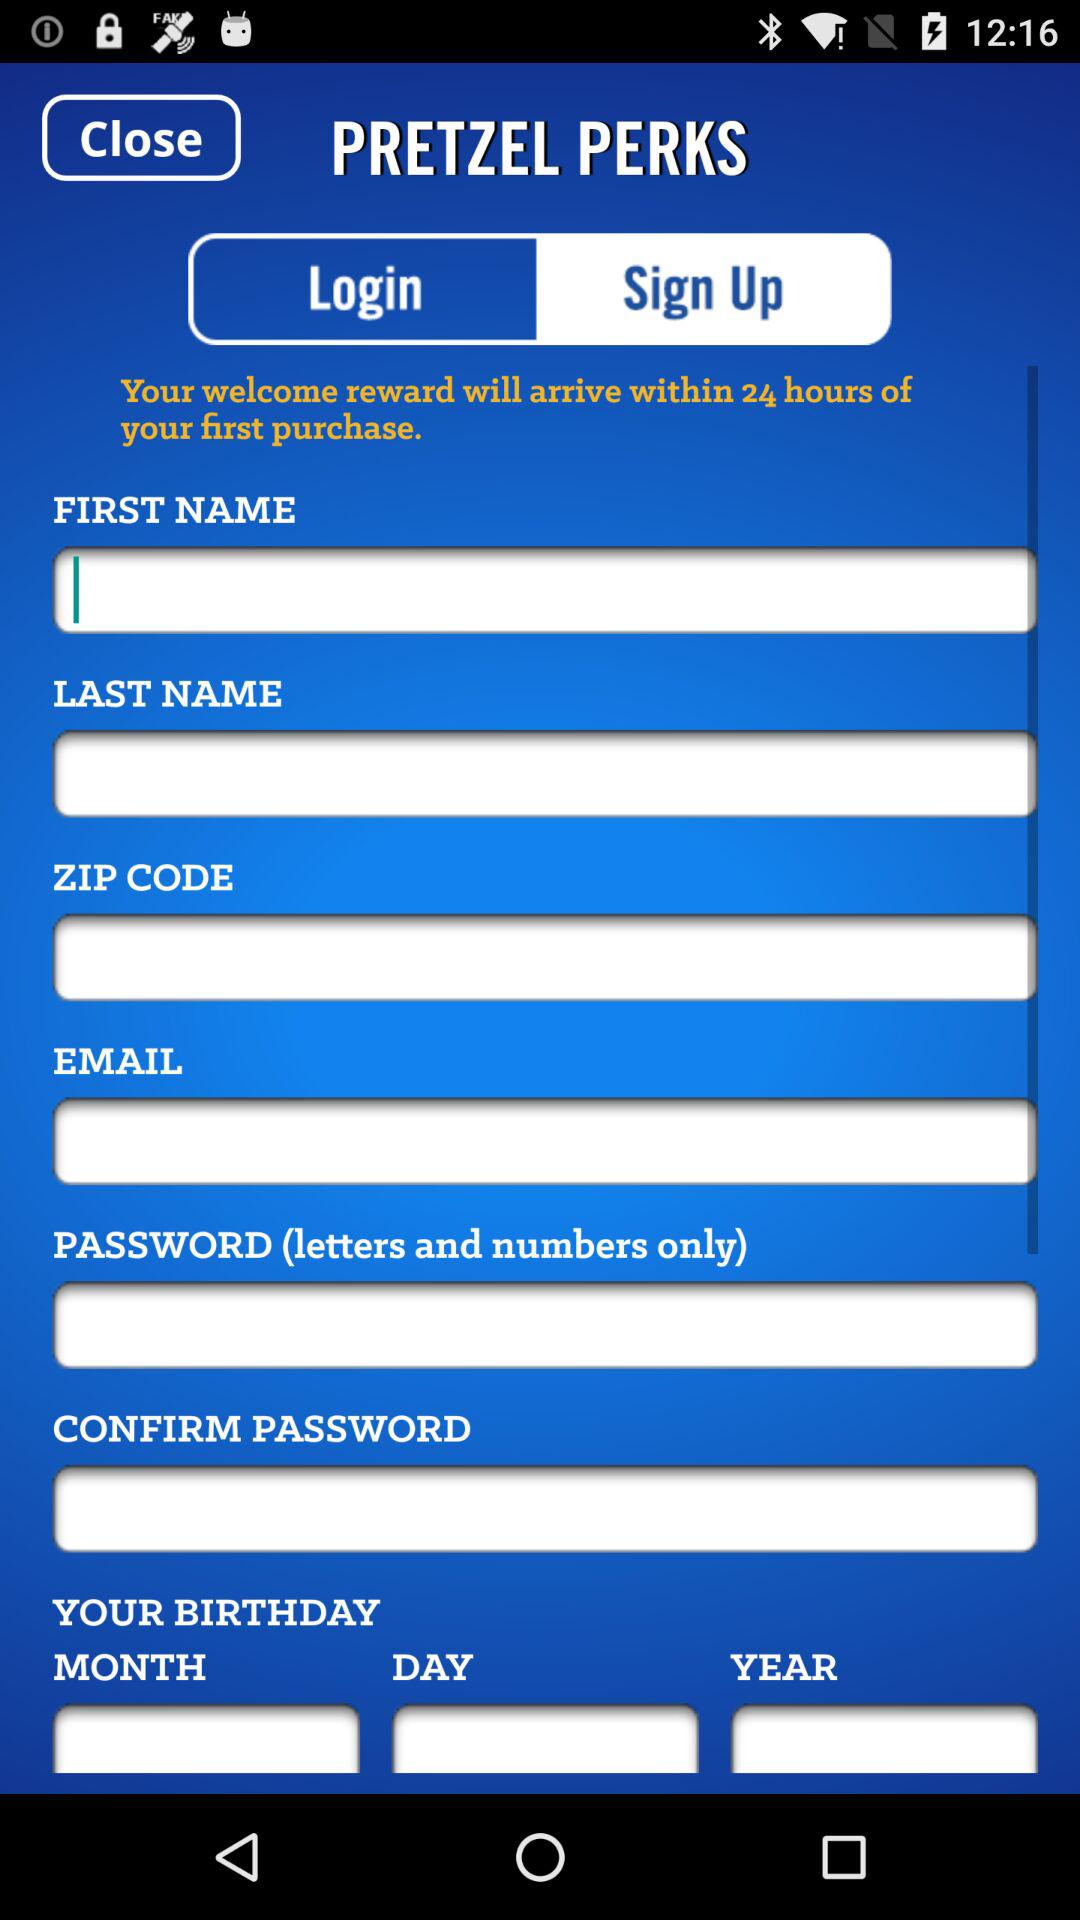 FAKE
12:16
Close
PRETZEL PERKS
Login
Sign Up
Your welcome reward will arrive within 24 hours of
your first purchase.
FIRST NAME
LAST NAME
ZIP CODE
EMAIL
PASSWORD (letters and numbers only)
CONFIRM PASSWORD
YOUR BIRTHDAY
MONTH DAY YEAR